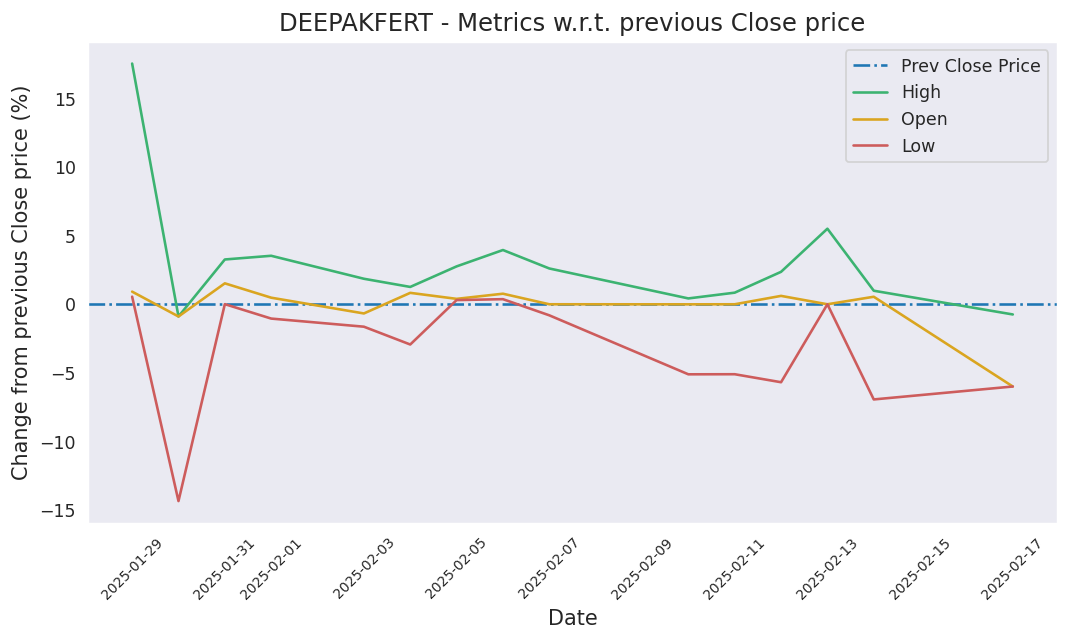 DEEPAKFERT - Metrics w.r.t. previous Close price
Change from previous Close price (%)
15
10
5
0
−5
−10
−15
Prev Close Price
High
Open
Low
2025-01-29
2025-01-31
2025-02-01
2025-02-03
2025-02-05
2025-02-07
2025-02-09
2025-02-11
2025-02-13
2025-02-15
2025-02-17
Date